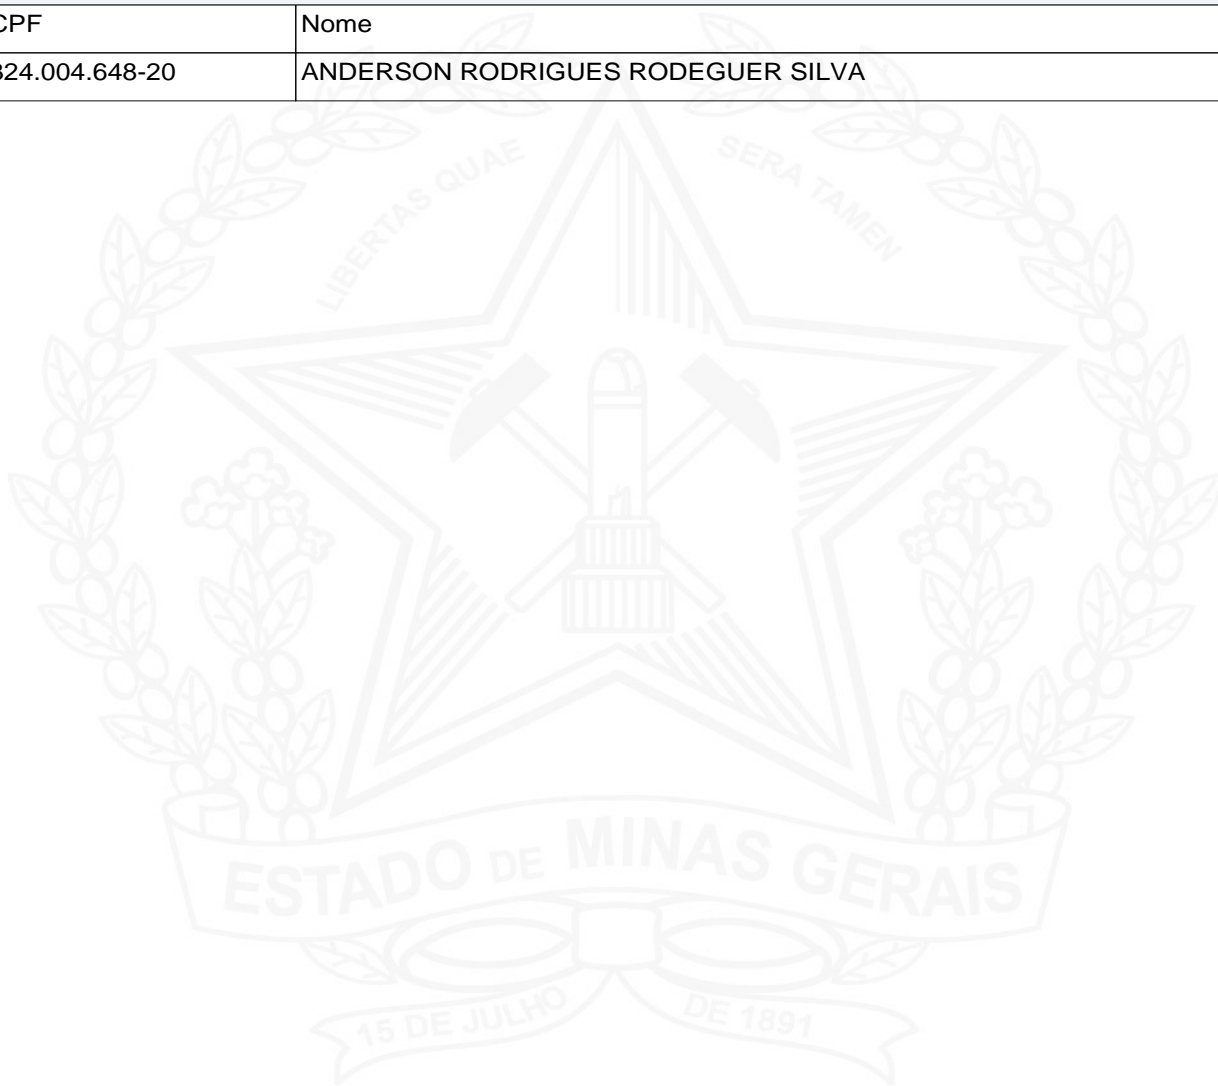 CPF Nome
324.004.648-20 ANDERSON RODRIGUES RODEGUER SILVA
LIBERTAS QUAE SERA TAMEN
ESTADO DE MINAS GERAIS
15 DE JULHO DE 1891